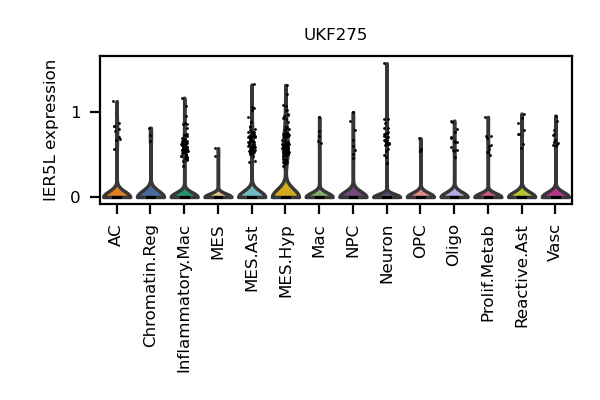 UKF275
IER5L expression
1
0
AC
Chromatin.Reg
Inflammatory.Mac
MES
MES.Ast
MES.Hyp
Mac
NPC
Neuron
OPC
Oligo
Prolif.Metab
Reactive.Ast
Vasc